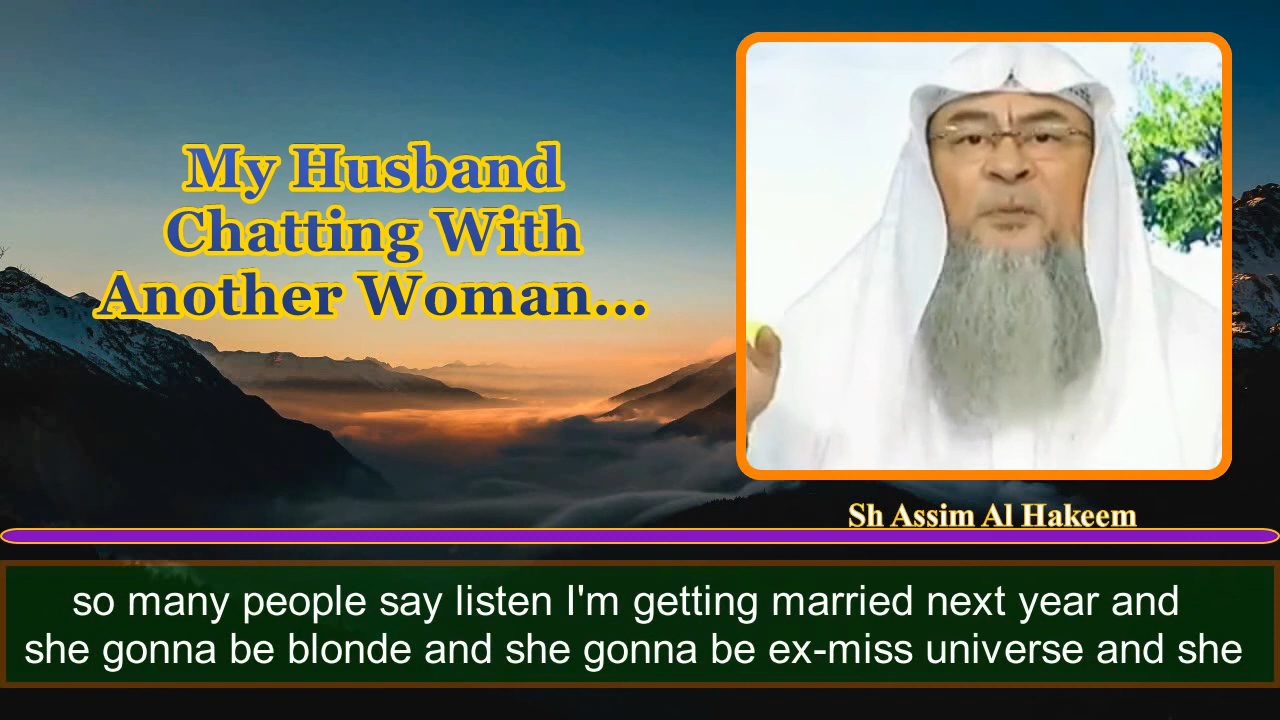 My Husband
Chatting With
Another Woman...
Sh Assim Al Hakeem
so many people say listen I'm getting married next year and
she gonna be blonde and she gonna be ex-miss universe and she